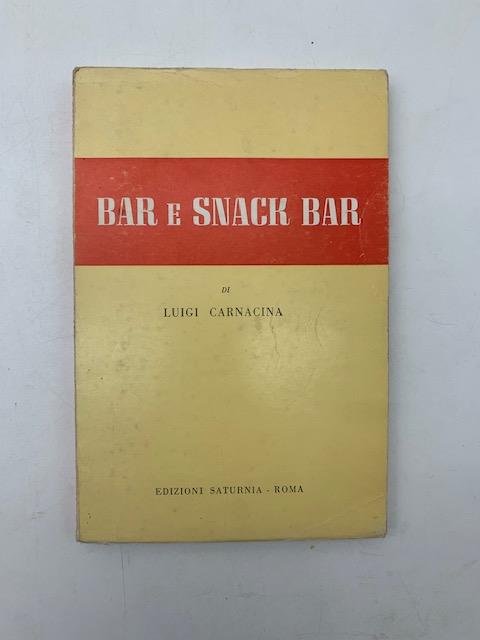 BAR E SNACK BAR
DI
LUIGI CARNACINA
EDIZIONI SATURNIA - ROMA